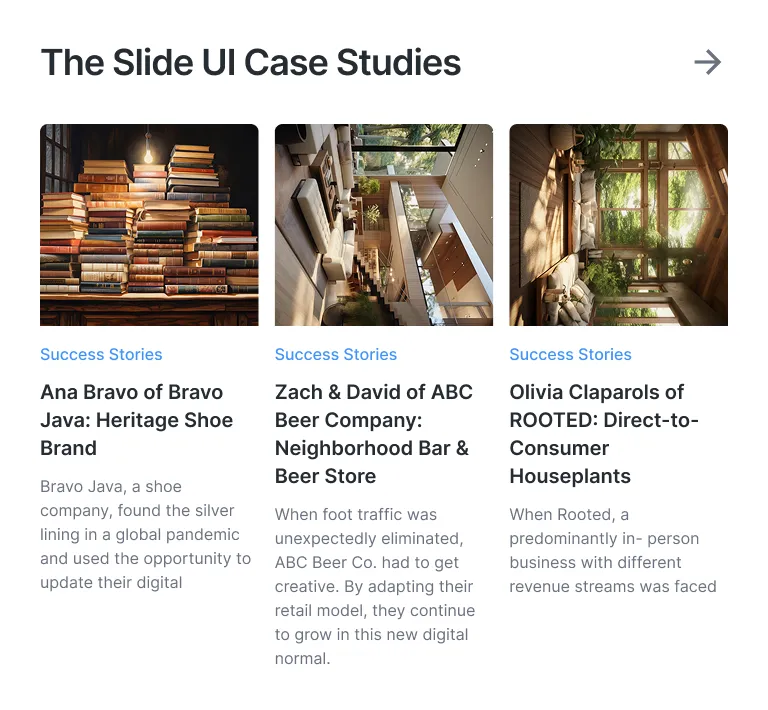 The Slide UI Case Studies
Success Stories
Ana Bravo of Bravo
Java: Heritage Shoe
Brand
Bravo Java, a shoe
company, found the silver
lining in a global pandemic
and used the opportunity to
update their digital
Success Stories
Zach & David of ABC
Beer Company:
Neighborhood Bar &
Beer Store
When foot traffic was
unexpectedly eliminated,
ABC Beer Co. had to get
creative. By adapting their
retail model, they continue
to grow in this new digital
normal.
Success Stories
Olivia Claparols of
ROOTED: Direct-to-
Consumer
Houseplants
When Rooted, a
predominantly in- person
business with different
revenue streams was faced